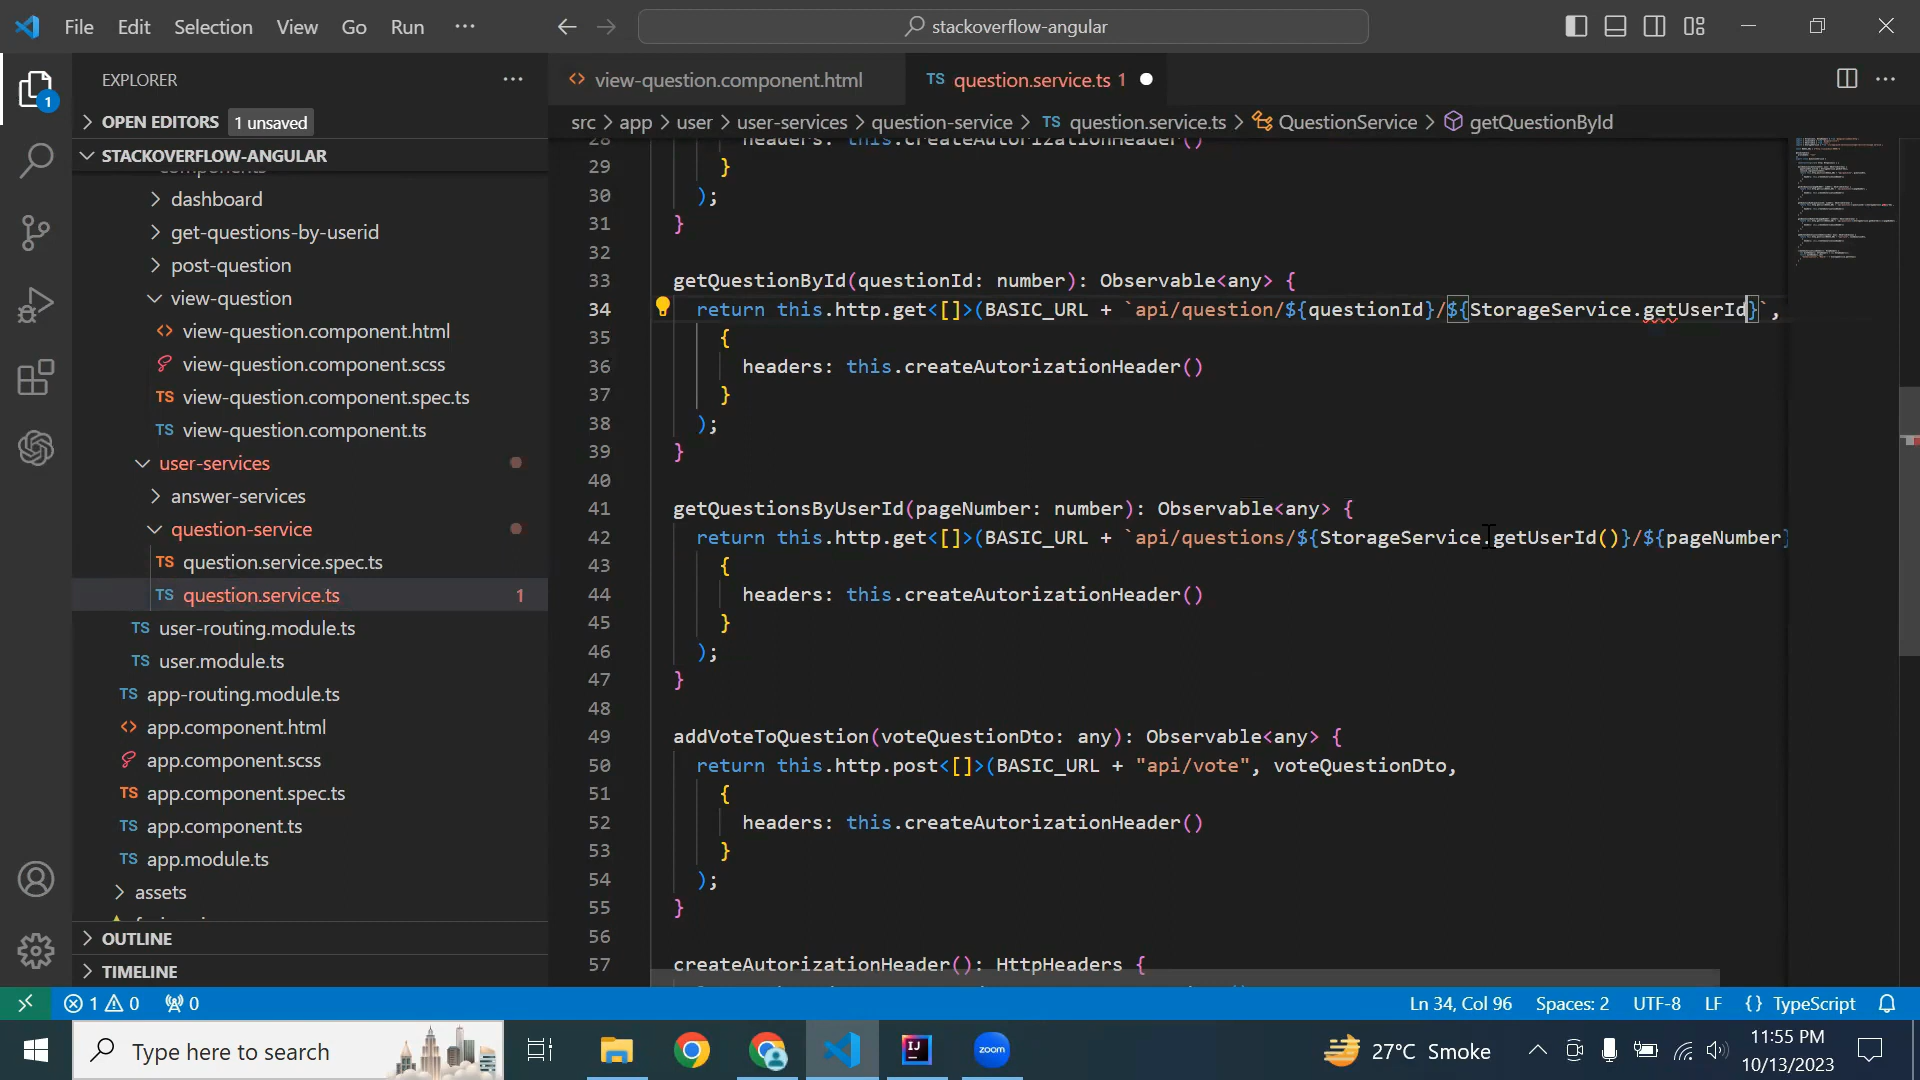 File Edit Selection View Go Run ···
stackoverflow-angular
EXPLORER
view-question.component.html
TS question.service.ts 1
OPEN EDITORS 1 unsaved
src > app > user > user-services > question-service > TS question.service.ts > QuestionService > getQuestionById
STACKOVERFLOW-ANGULAR
components
dashboard
get-questions-by-userid
post-question
view-question
view-question.component.html
view-question.component.scss
TS view-question.component.spec.ts
TS view-question.component.ts
user-services
answer-services
question-service
TS question.service.spec.ts
TS question.service.ts 1
TS user-routing.module.ts
TS user.module.ts
TS app-routing.module.ts
app.component.html
app.component.scss
TS app.component.spec.ts
TS app.component.ts
TS app.module.ts
assets
OUTLINE
TIMELINE
28 headers: this.createAutorizationHeader()
29 }
30 );
31 }
32
33 getQuestionById(questionId: number): Observable<any> {
34 return this.http.get<[]>(BASIC_URL + `api/question/${questionId}/${StorageService.getUserId}`,
35 {
36 headers: this.createAutorizationHeader()
37 }
38 );
39 }
40
41 getQuestionsByUserId(pageNumber: number): Observable<any> {
42 return this.http.get<[]>(BASIC_URL + `api/questions/${StorageService.getUserId()}/${pageNumber}
43 {
44 headers: this.createAutorizationHeader()
45 }
46 );
47 }
48
49 addVoteToQuestion(voteQuestionDto: any): Observable<any> {
50 return this.http.post<[]>(BASIC_URL + "api/vote", voteQuestionDto,
51 {
52 headers: this.createAutorizationHeader()
53 }
54 );
55 }
56
57 createAutorizationHeader(): HttpHeaders {
1 0 0
Ln 34, Col 96 Spaces: 2 UTF-8 LF {} TypeScript
Type here to search
zoom
27°C Smoke
11:55 PM
10/13/2023